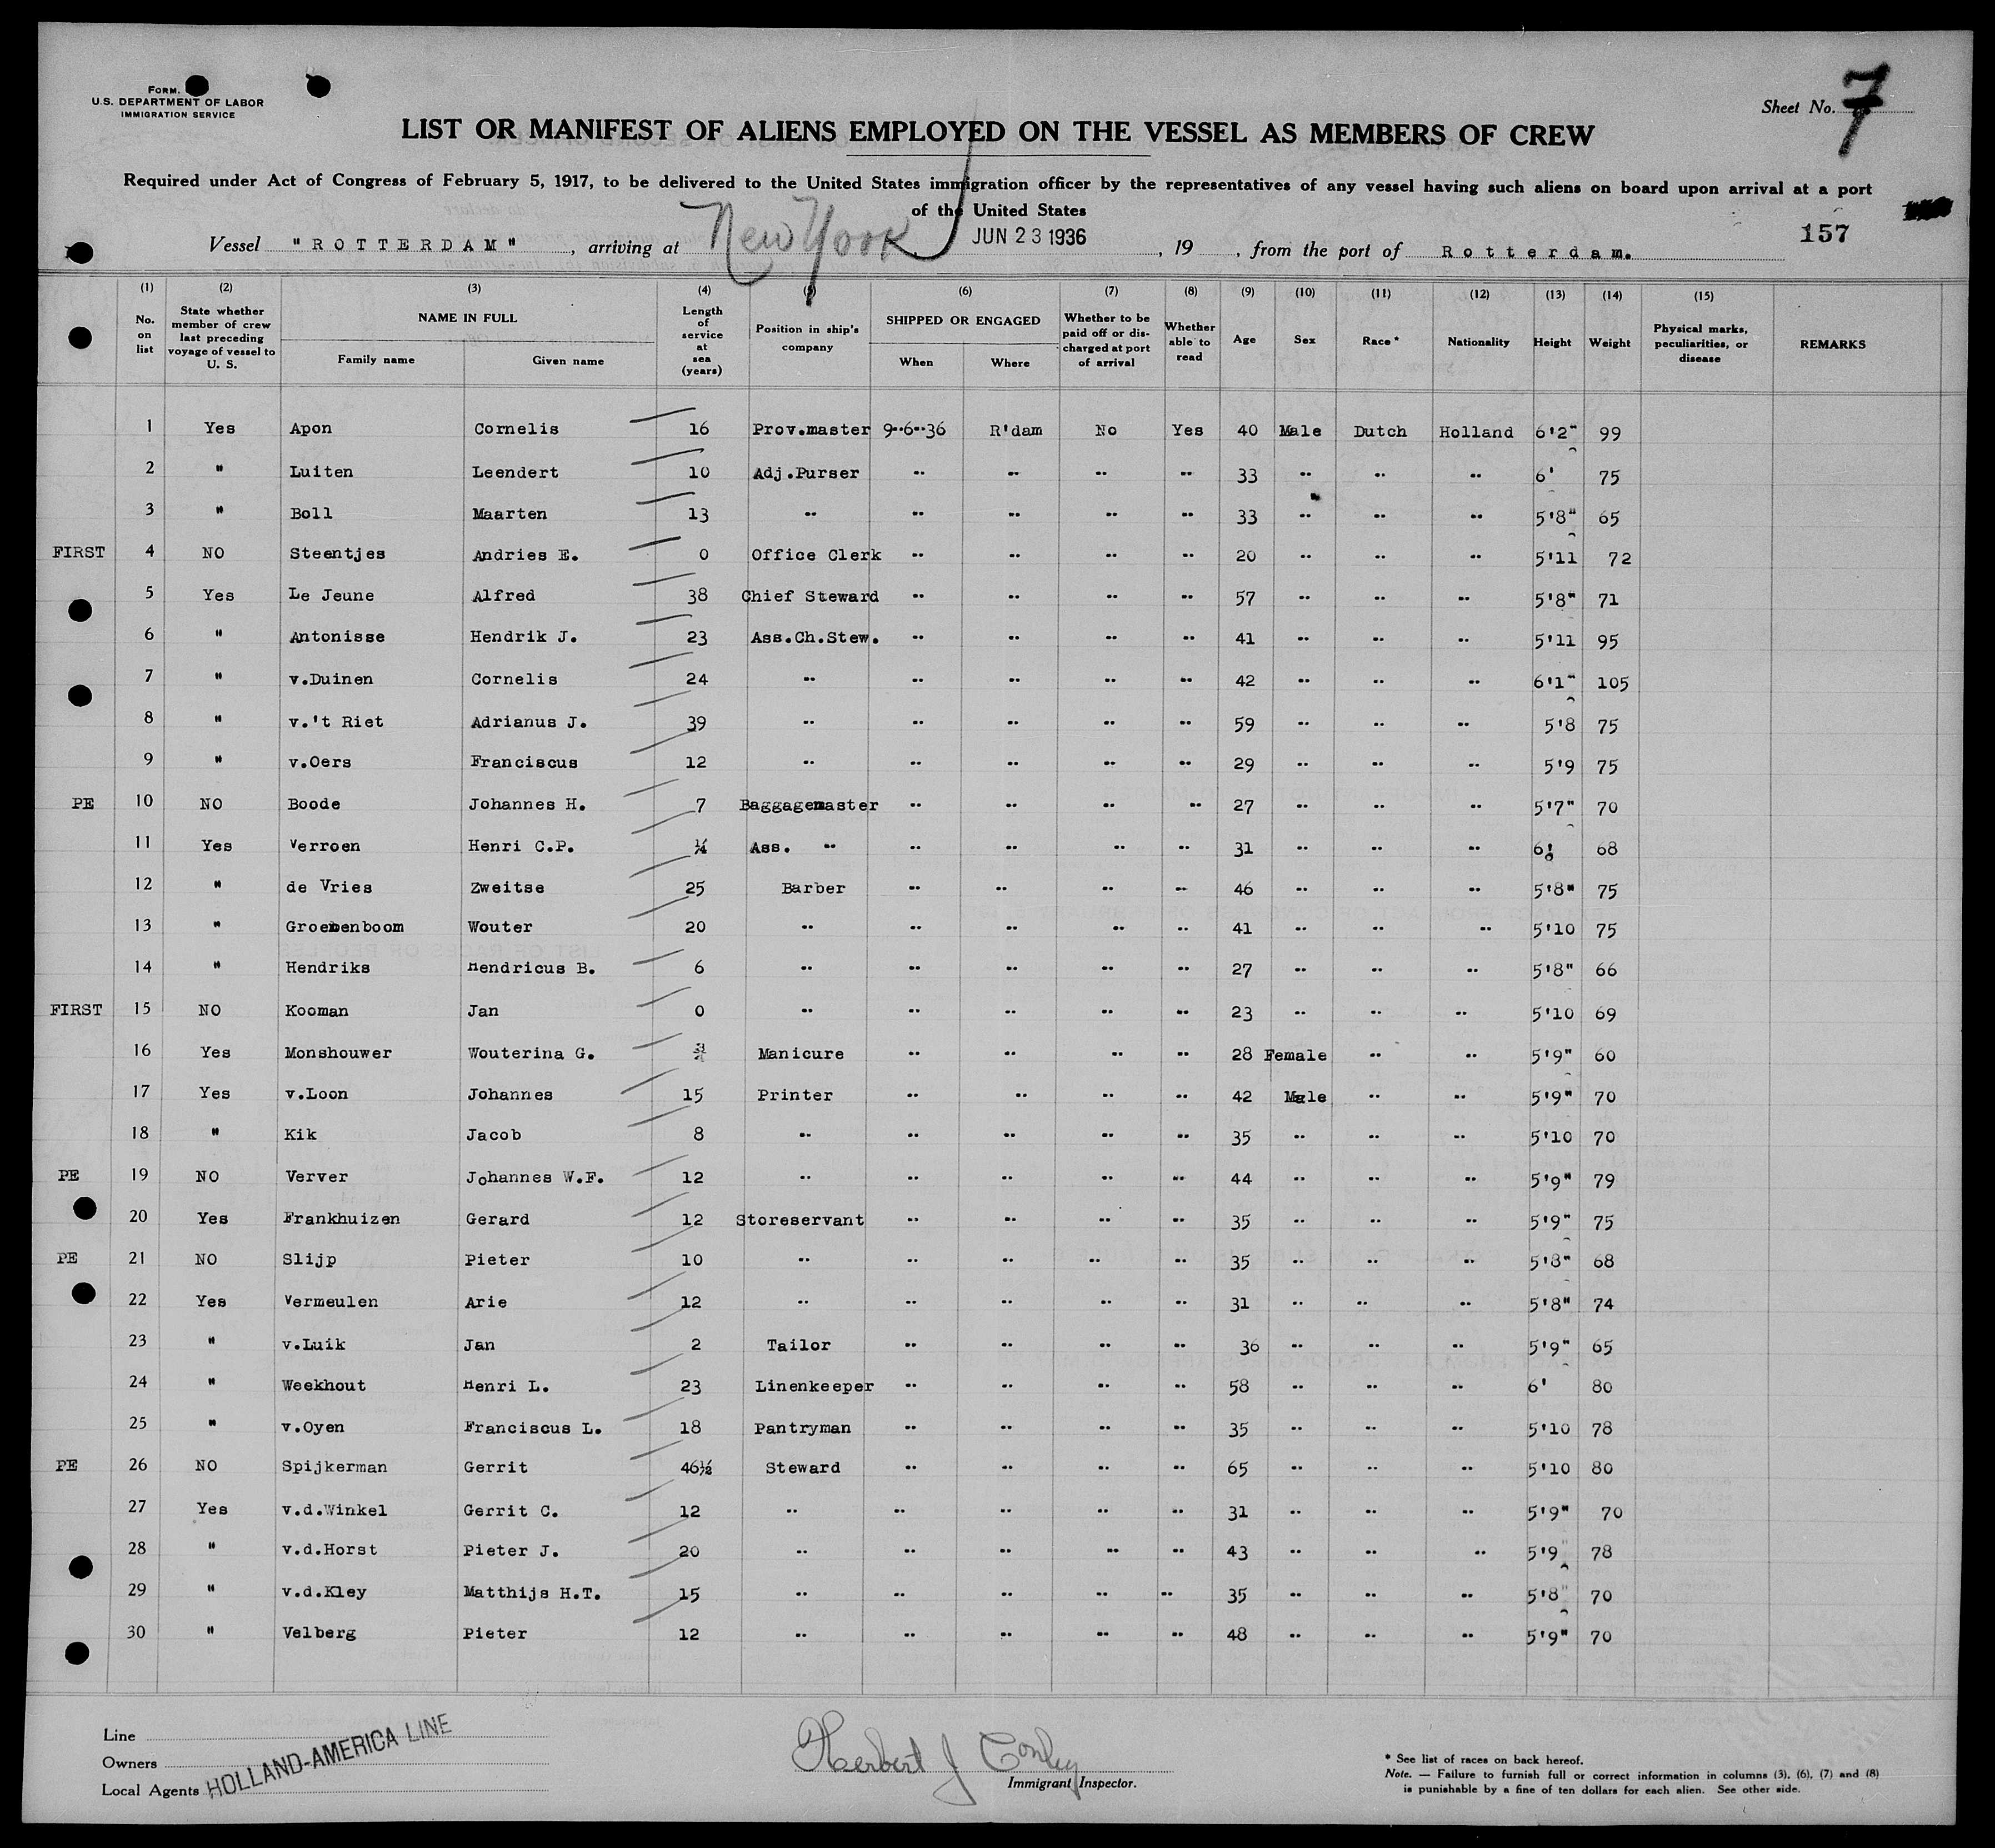 FORM.
U.S. DEPARTMENT OF LABOR
IMMIGRATION SERVICE
Sheet No. 7
LIST OR MANIFEST OF ALIENS EMPLOYED ON THE VESSEL AS MEMBERS OF CREW
Required under Act of Congress of February 5, 1917, to be delivered to the United States immigration officer by the representatives of any vessel having such aliens on board upon arrival at a port
of the United States
157
Vessel "ROTTERDAM", arriving at New York JUN 23 1936, 19 , from the port of Rotterdam.
(1) (2) (3) (4) (5) (6) (7) (8) (9) (10) (11) (12) (13) (14) (15)
No. on list State whether member of crew last preceding voyage of vessel to U. S. NAME IN FULL Family name Given name Length of service at sea (years) Position in ship's company SHIPPED OR ENGAGED When Where Whether to be paid off or dis-charged at port of arrival Whether able to read Age Sex Race * Nationality Height Weight Physical marks, peculiarities, or disease REMARKS
1 Yes Apon Cornelis 16 Prov.master 9-6-36 R'dam No Yes 40 Male Dutch Holland 6'2" 99
2 " Luiten Leendert 10 Adj.Purser " " " " 33 " " " 6' 75
3 " Boll Maarten 13 " " " " " 33 " " " 5'8" 65
FIRST 4 NO Steentjes Andries E. 0 Office Clerk " " " " 20 " " " 5'11 72
5 Yes Le Jeune Alfred 38 Chief Steward " " " " 57 " " " 5'8" 71
6 " Antonisse Hendrik J. 23 Ass.Ch.Stew. " " " " 41 " " " 5'11 95
7 " v.Duinen Cornelis 24 " " " " " 42 " " " 6'1" 105
8 " v.'t Riet Adrianus J. 39 " " " " " 59 " " " 5'8 75
9 " v.Oers Franciscus 12 " " " " " 29 " " " 5'9 75
PE 10 NO Boode Johannes H. 7 Baggagemaster " " " " 27 " " " 5'7" 70
11 Yes Verroen Henri C.P. ¼ Ass. " " " " " 31 " " " 6' 68
12 " de Vries Zweitse 25 Barber " " " " 46 " " " 5'8" 75
13 " Groenenboom Wouter 20 " " " " " 41 " " " 5'10 75
14 " Hendriks Hendricus B. 6 " " " " " 27 " " " 5'8" 66
FIRST 15 NO Kooman Jan 0 " " " " " 23 " " " 5'10 69
16 Yes Monshouwer Wouterina G. Manicure " " " " 28 Female " " 5'9" 60
17 Yes v.Loon Johannes 15 Printer " " " " 42 Male " " 5'9" 70
18 " Kik Jacob 8 " " " " " 35 " " " 5'10 70
PE 19 NO Verver Johannes W.F. 12 " " " " " 44 " " " 5'9" 79
20 Yes Frankhuizen Gerard 12 Storeservant " " " " 35 " " " 5'9" 75
PE 21 NO Slijp Pieter 10 " " " " " 35 " " " 5'8" 68
22 Yes Vermeulen Arie 12 " " " " " 31 " " " 5'8" 74
23 " v.Luik Jan 2 Tailor " " " " 36 " " " 5'9" 65
24 " Weekhout Henri L. 23 Linenkeeper " " " " 58 " " " 6' 80
25 " v.Oyen Franciscus L. 18 Pantryman " " " " 35 " " " 5'10 78
PE 26 NO Spijkerman Gerrit 46½ Steward " " " " 65 " " " 5'10 80
27 Yes v.d.Winkel Gerrit C. 12 " " " " " 31 " " " 5'9" 70
28 " v.d.Horst Pieter J. 20 " " " " " 43 " " " 5'9 78
29 " v.d.Kley Matthijs H.T. 15 " " " " " 35 " " " 5'8" 70
30 " Velberg Pieter 12 " " " " " 48 " " " 5'9" 70
Line
Owners
Local Agents HOLLAND-AMERICA LINE
Herbert J Conley
Immigrant Inspector.
* See list of races on back hereof.
Note. — Failure to furnish full or correct information in columns (3), (6), (7) and (8)
is punishable by a fine of ten dollars for each alien. See other side.